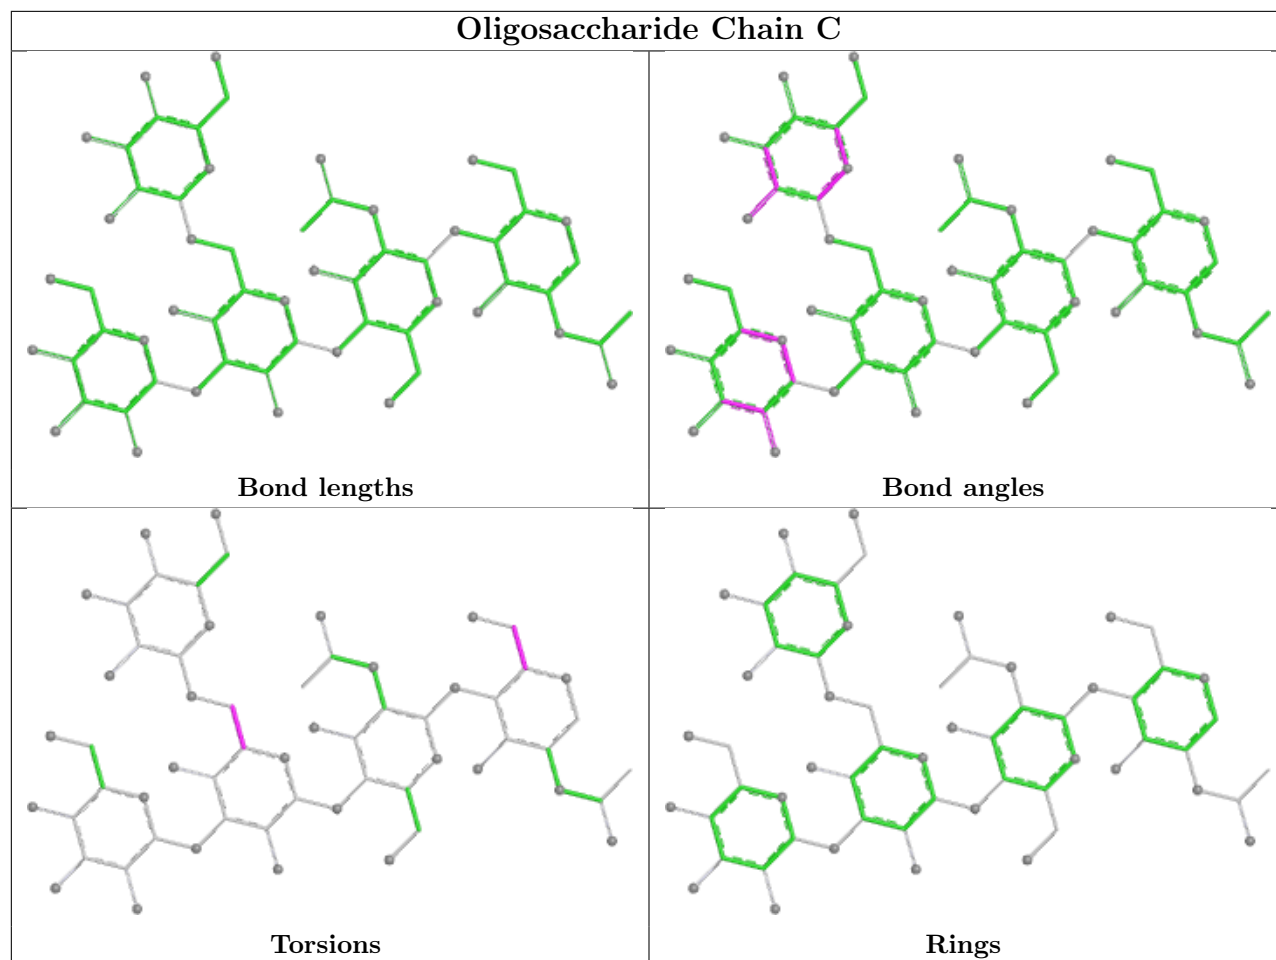 Oligosaccharide Chain C
Bond lengths
Bond angles
Torsions
Rings